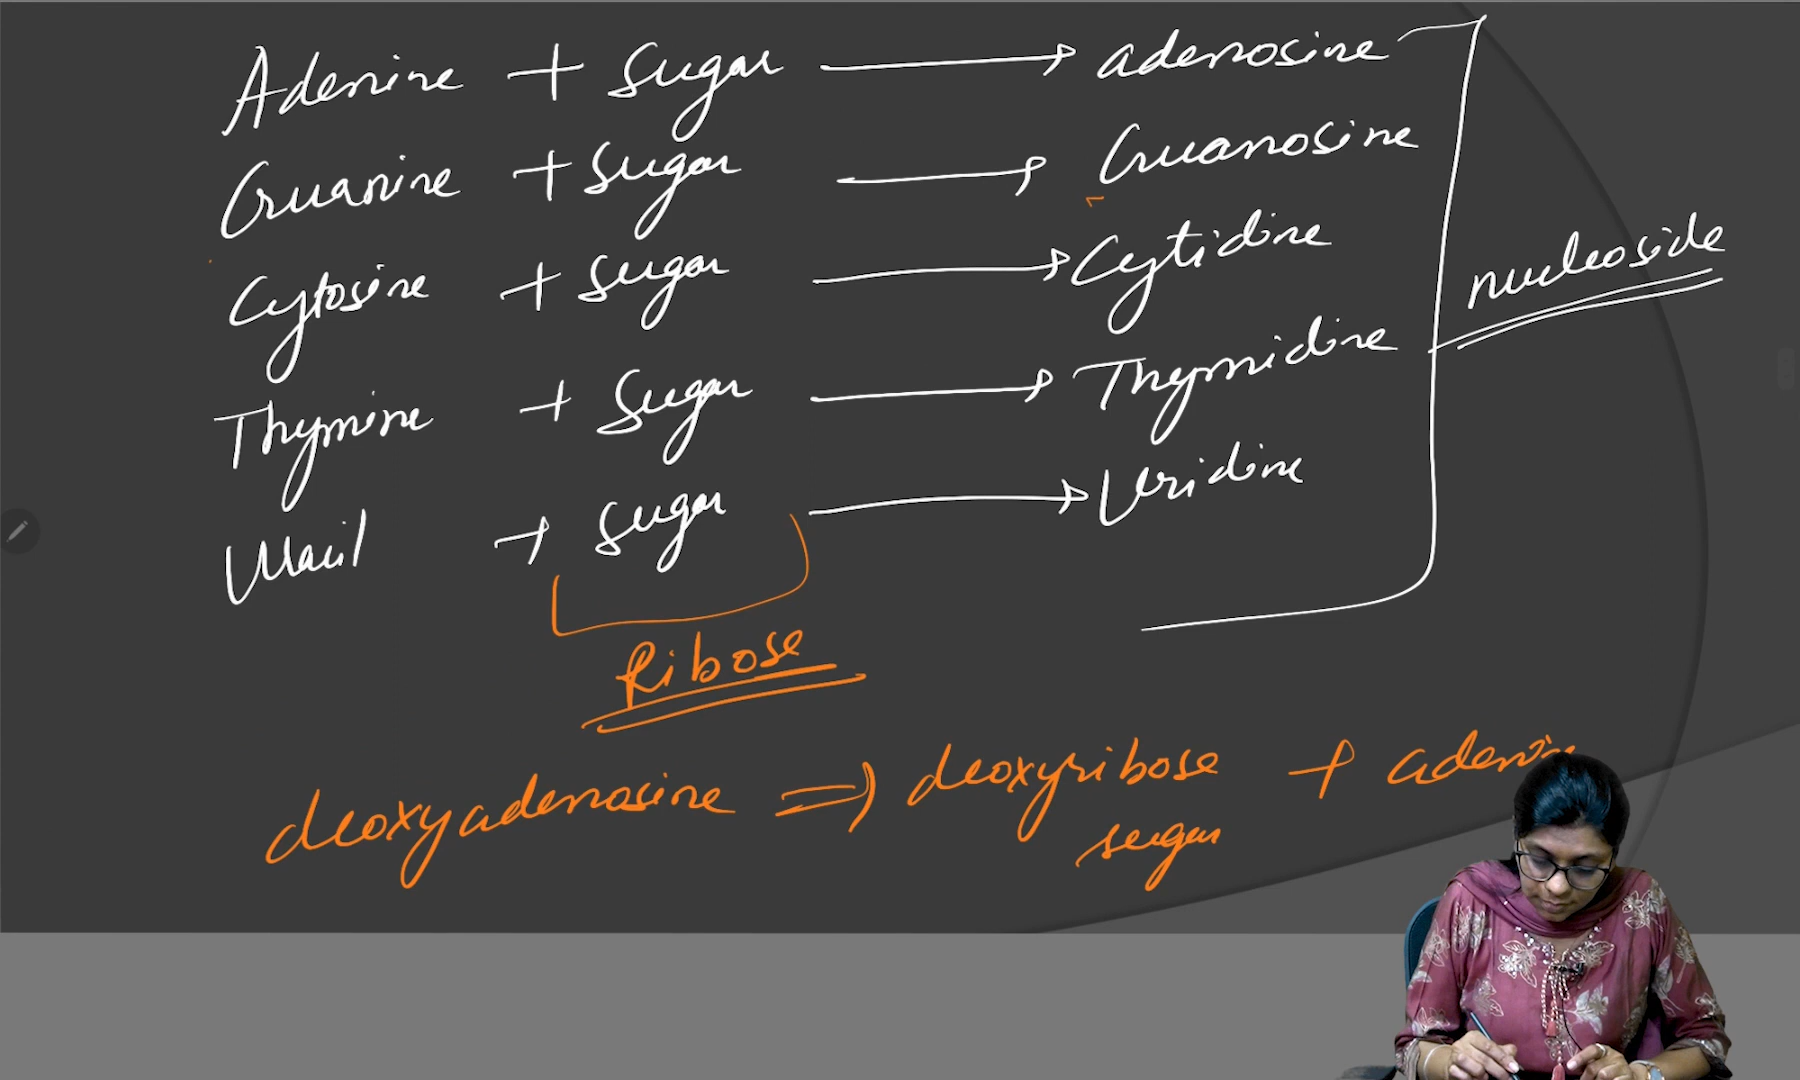 Adenine + Sugar → adenosine
Guanine + Sugar → Guanosine
Cytosine + Sugar → Cytidine
Thymine + Sugar → Thymidine
Uracil + Sugar → Uridine
nucleoside
Ribose
deoxyadenosine ⇒ deoxyribose + adenin
sugar